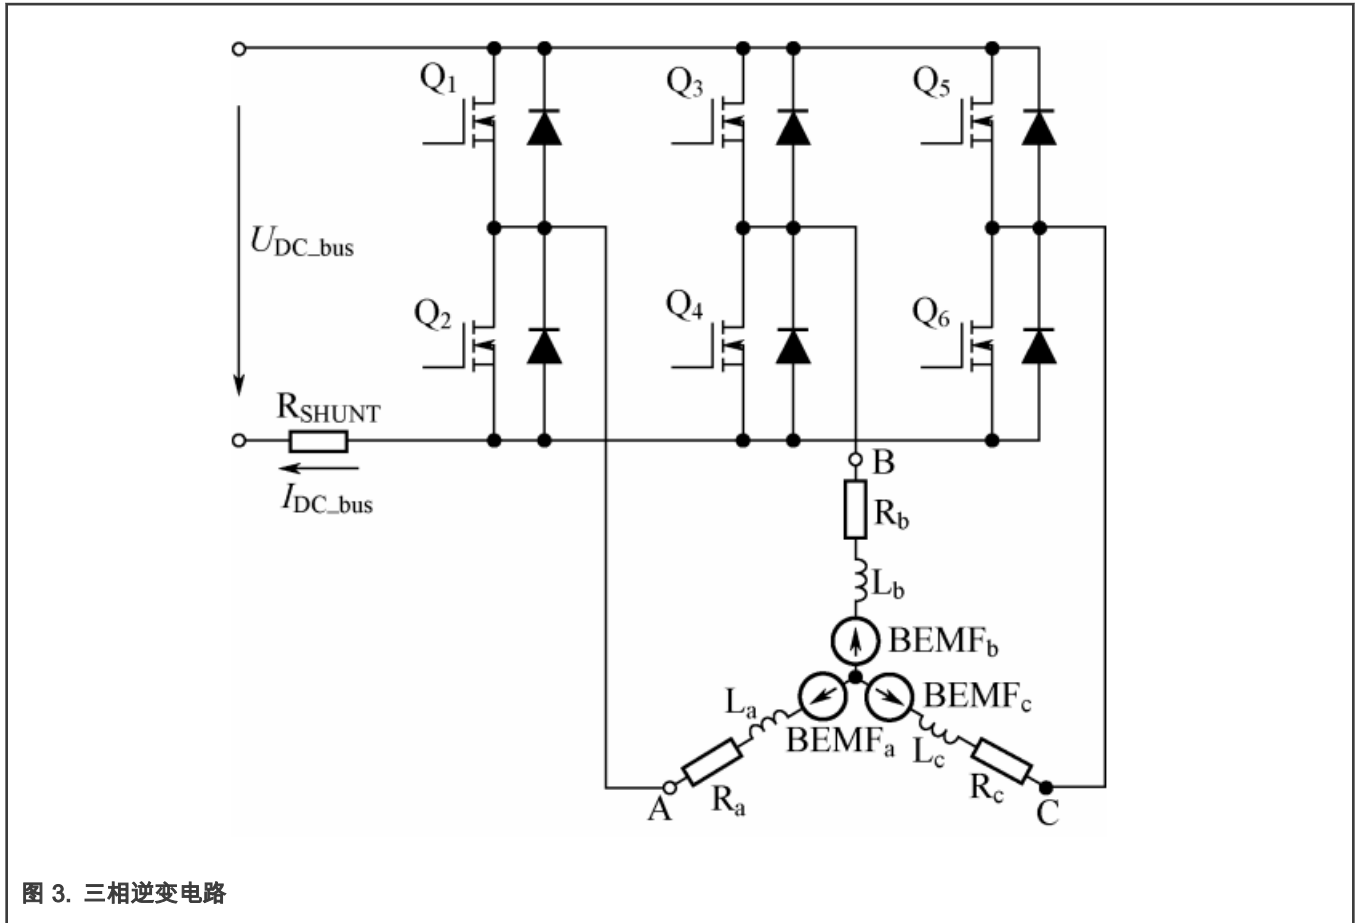 Q1
Q3
Q5
UDC_bus
Q2
Q4
Q6
RSHUNT
IDC_bus
B
Rb
Lb
BEMFb
La
BEMFc
BEMFa
Lc
Ra
Rc
A
C
图 3. 三相逆变电路